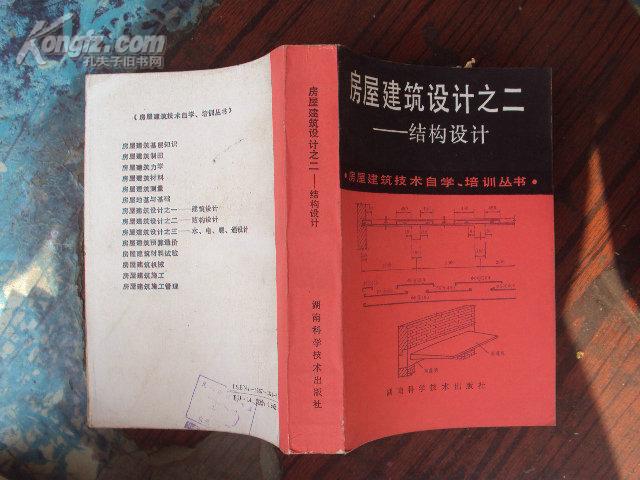 Kongfz.com
孔夫子旧书网
《房屋建筑技术自学、培训丛书》
房屋建筑基层知识
房屋建筑制图
房屋建筑力学
房屋建筑材料
房屋建筑测量
房屋地基与基础
房屋建筑设计之一——建筑设计
房屋建筑设计之二——结构设计
房屋建筑设计之三——水、电、暖、通设计
房屋建筑预算造价
房屋建筑材料试验
房屋建筑机械
房屋建筑施工
房屋建筑施工管理
房屋建筑设计之二——结构设计
湖南科学技术出版社
房屋建筑设计之二
——结构设计
·房屋建筑技术自学、培训丛书·
湖南科学技术出版社